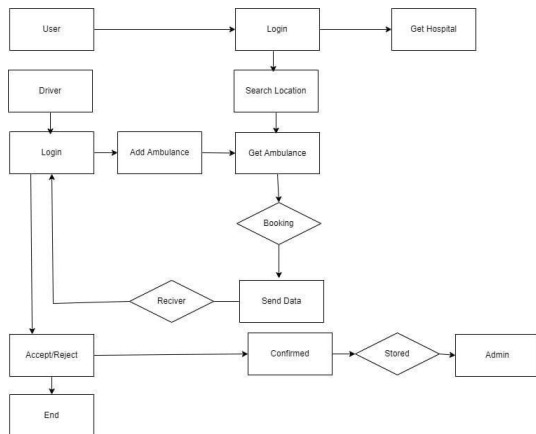 User
Login
Get Hospital
Driver
Search Location
Login
Add Ambulance
Get Ambulance
Booking
Reciver
Send Data
Accept/Reject
Confirmed
Stored
Admin
End